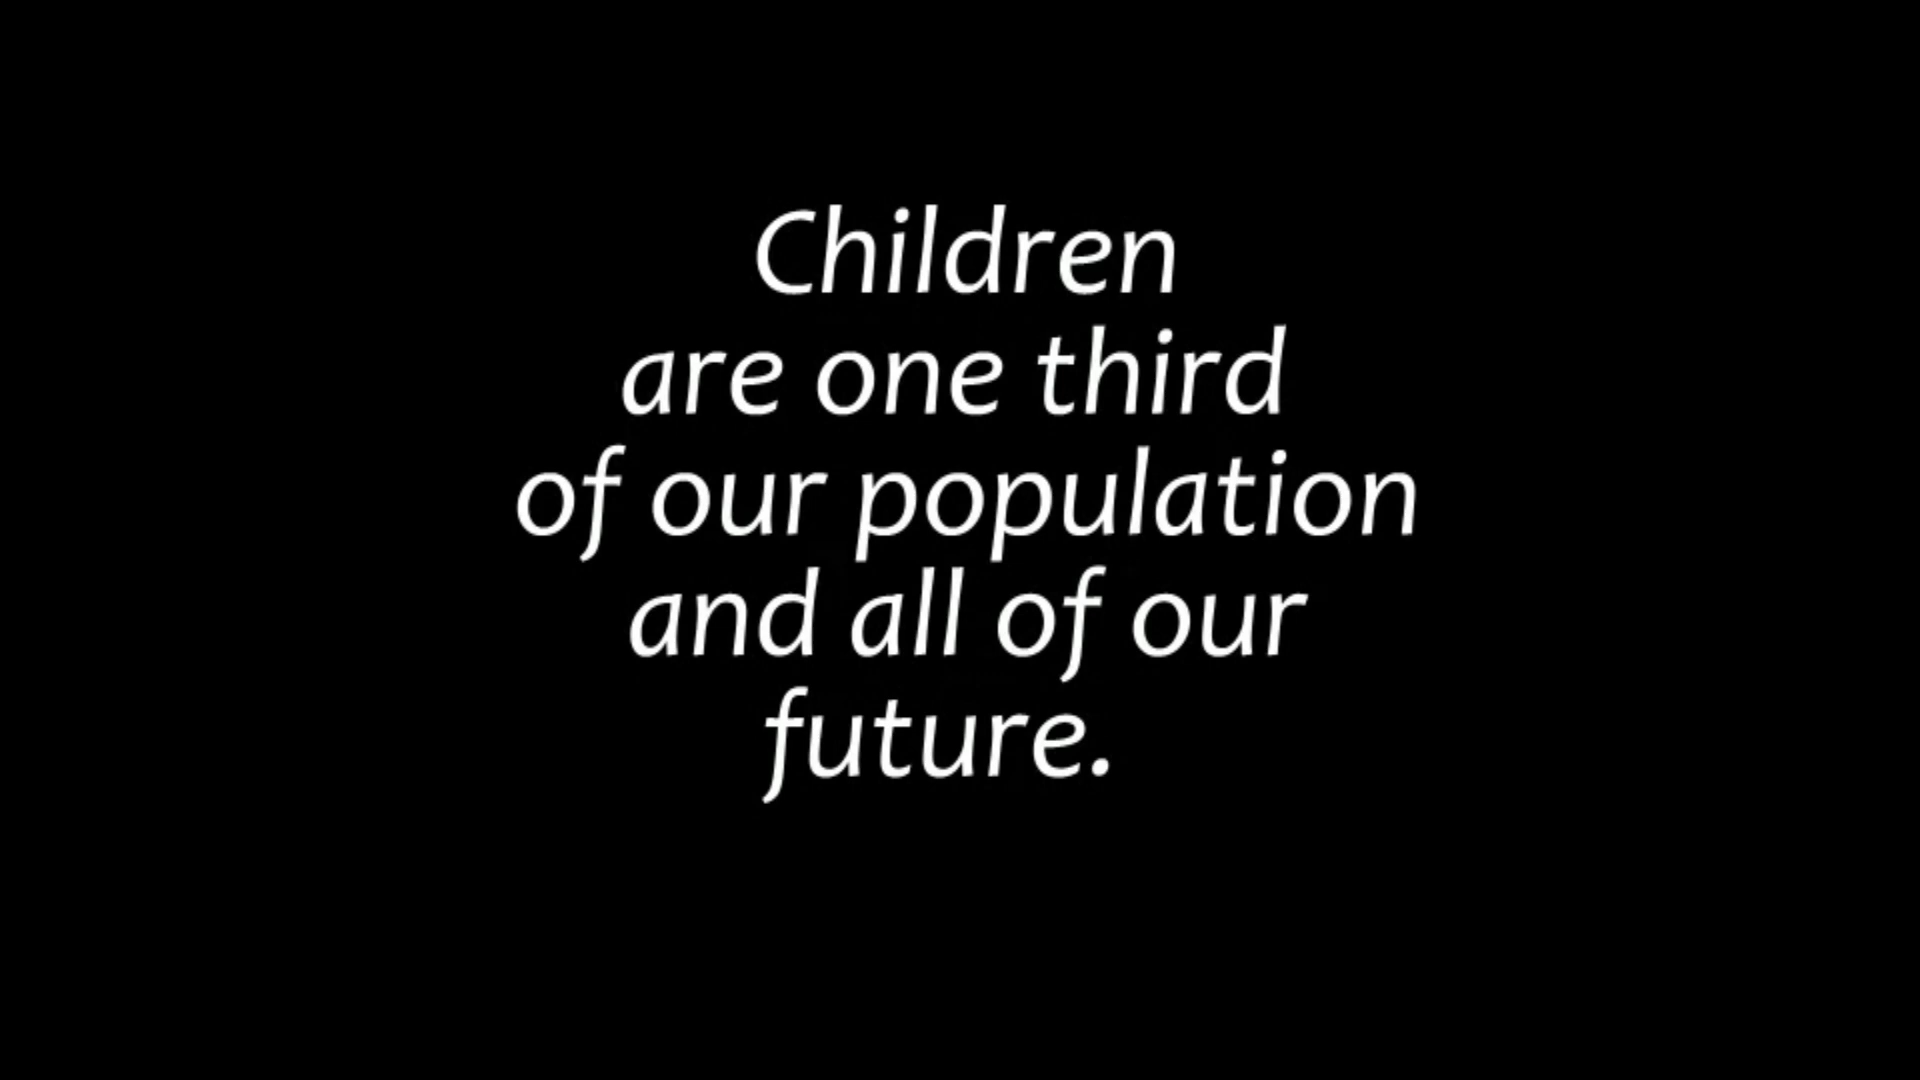 Children
are one third
of our population
and all of our
future.